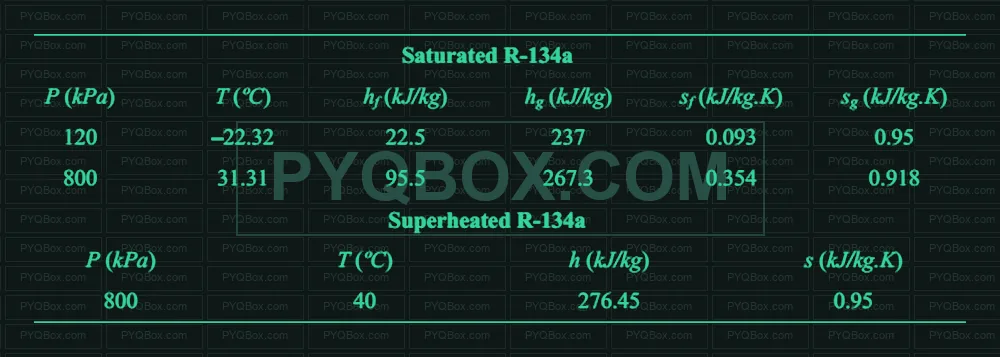 Saturated R-134a
P (kPa) T (ºC) hf (kJ/kg) hg (kJ/kg) sf (kJ/kg.K) sg (kJ/kg.K)
120 –22.32 22.5 237 0.093 0.95
800 31.31 95.5 267.3 0.354 0.918
PYQBOX.COM
Superheated R-134a
P (kPa) T (ºC) h (kJ/kg) s (kJ/kg.K)
800 40 276.45 0.95